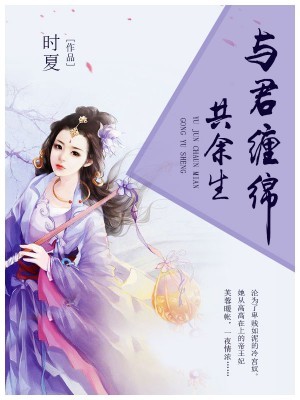 与君缠绵
共余生
YU JUN CHAEN MIAN
GONG YU SHENG
时夏
[作品]
芙蓉暖帐，一夜情浓……
她从高高在上的帝王妃
沦为了卑贱如泥的冷宫奴，